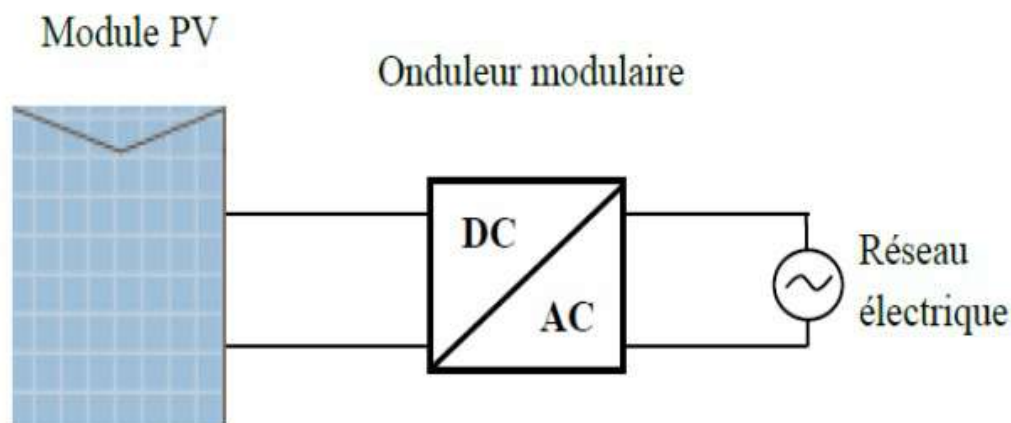 Module PV
Onduleur modulaire
DC
AC
Réseau
électrique